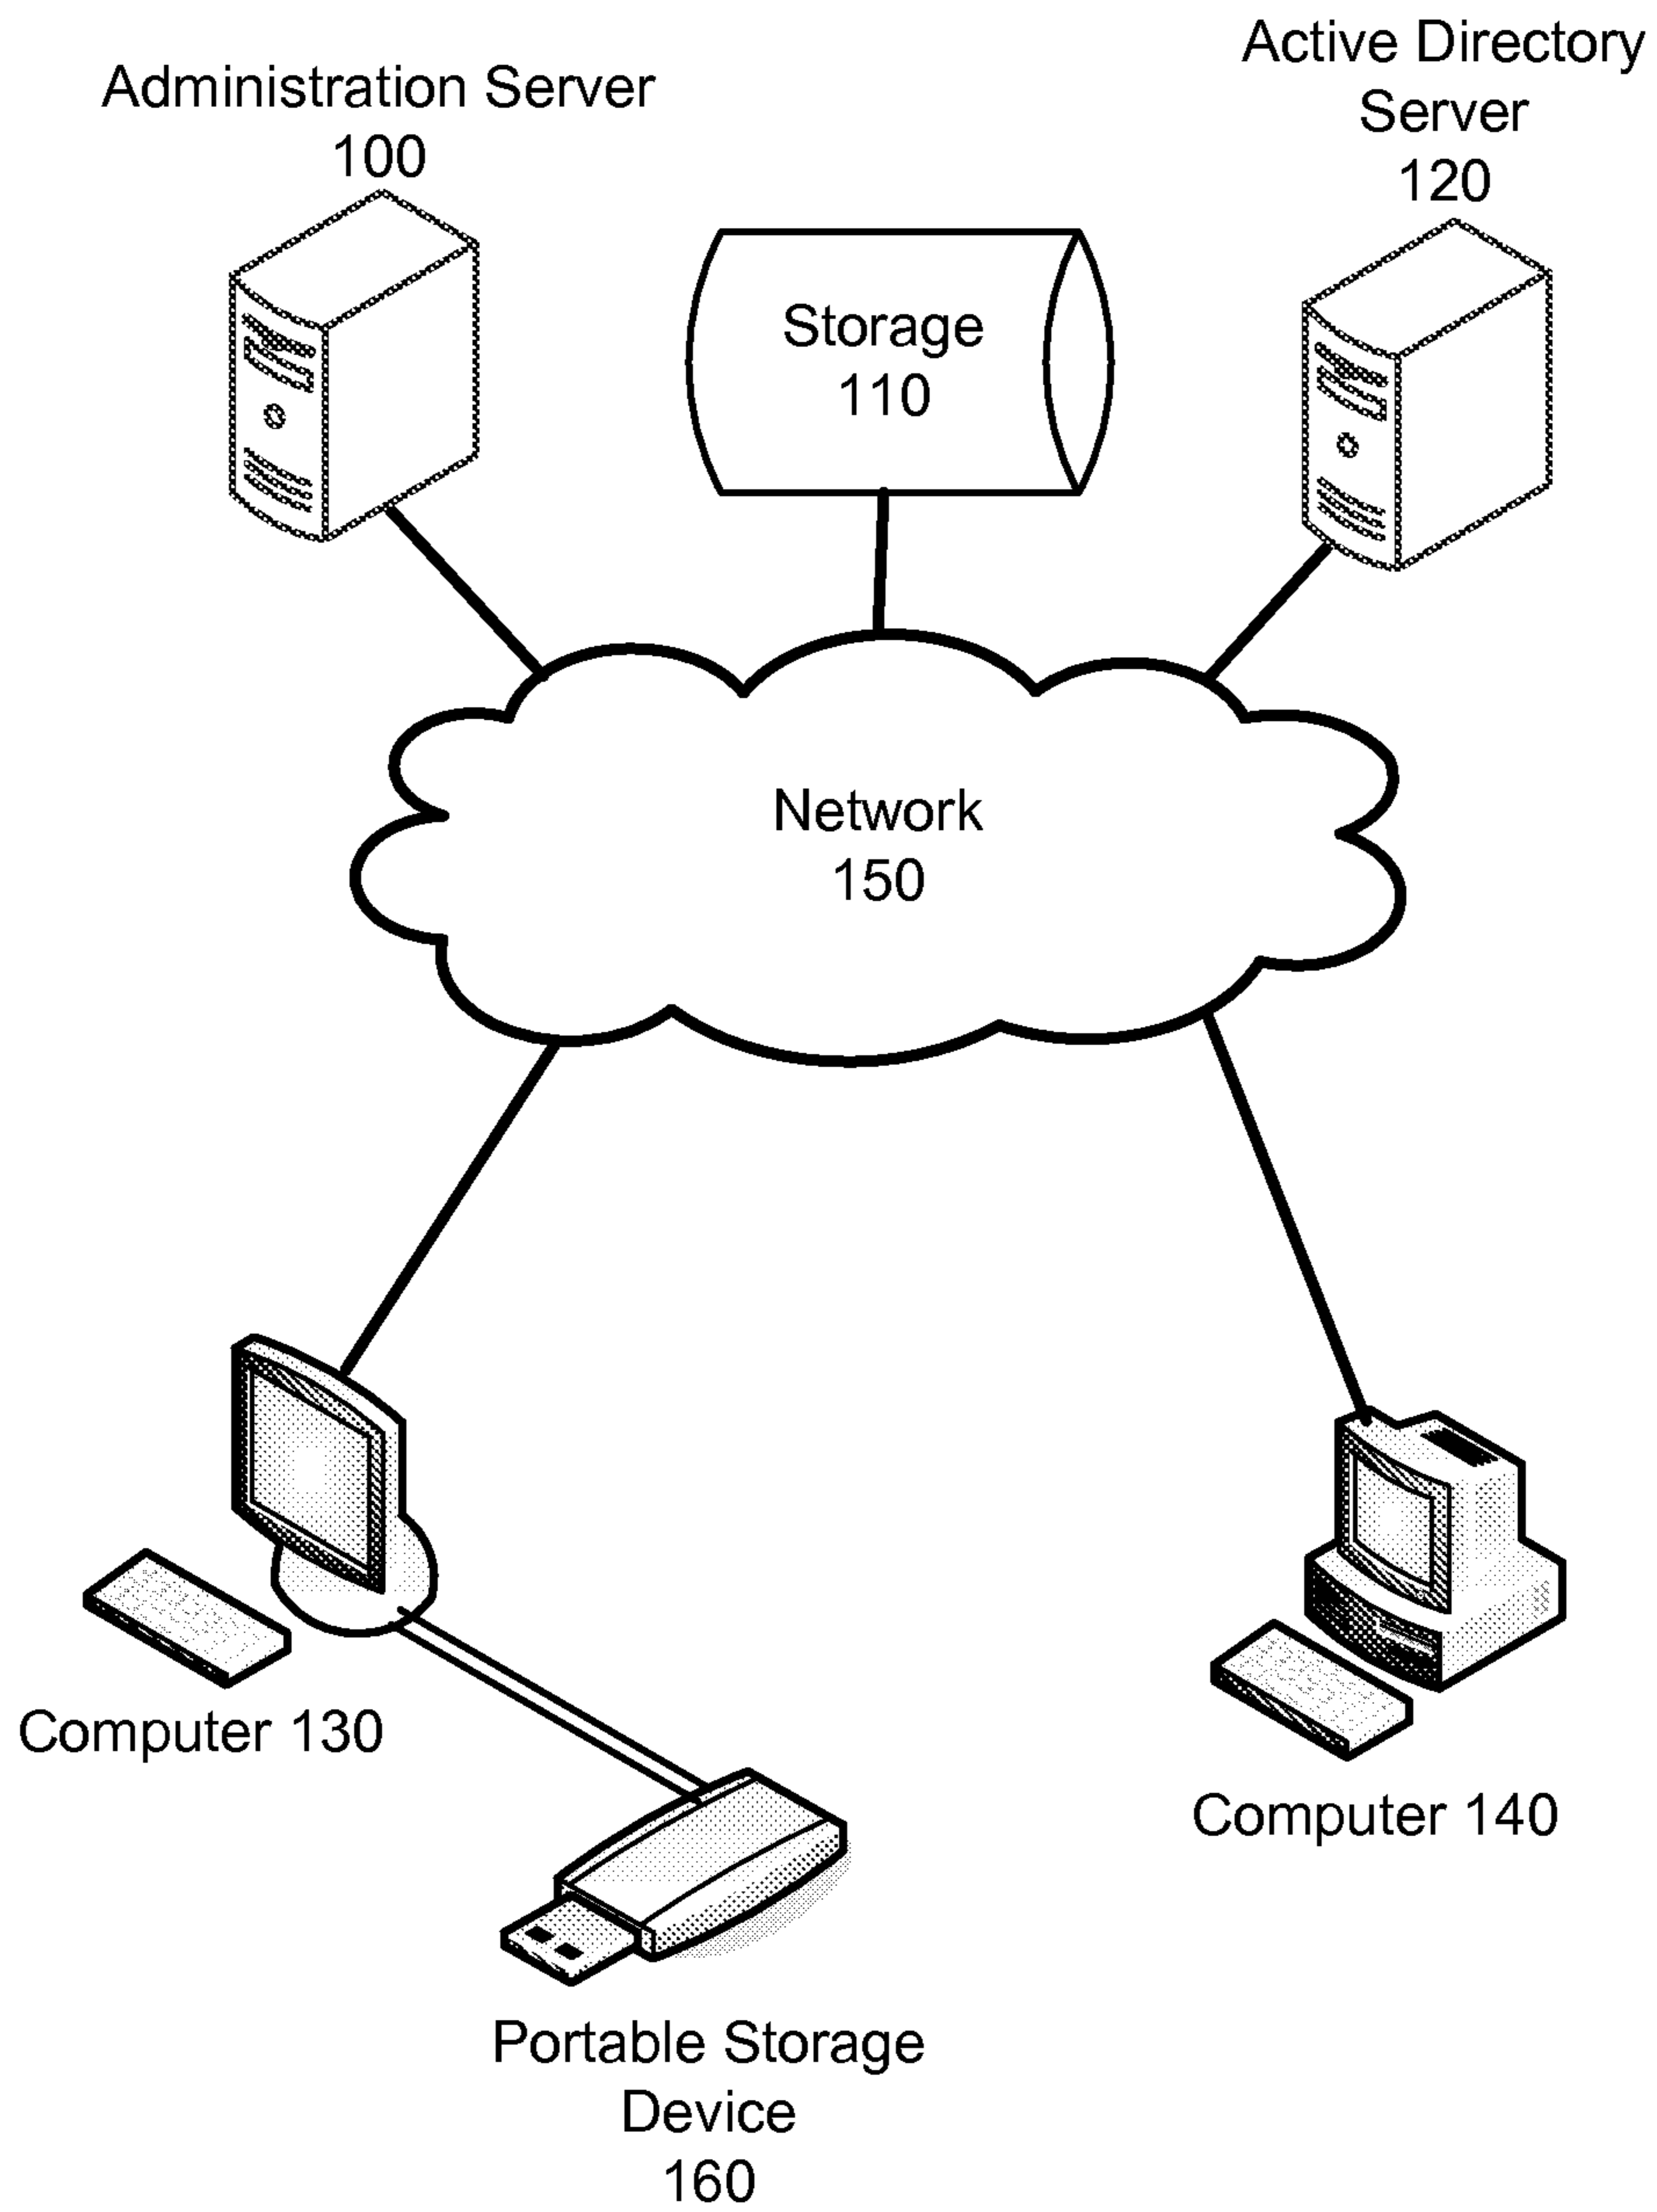 Administration Server
100
Active Directory
Server
120
Storage
110
Network
150
Computer 130
Computer 140
Portable Storage
Device
160